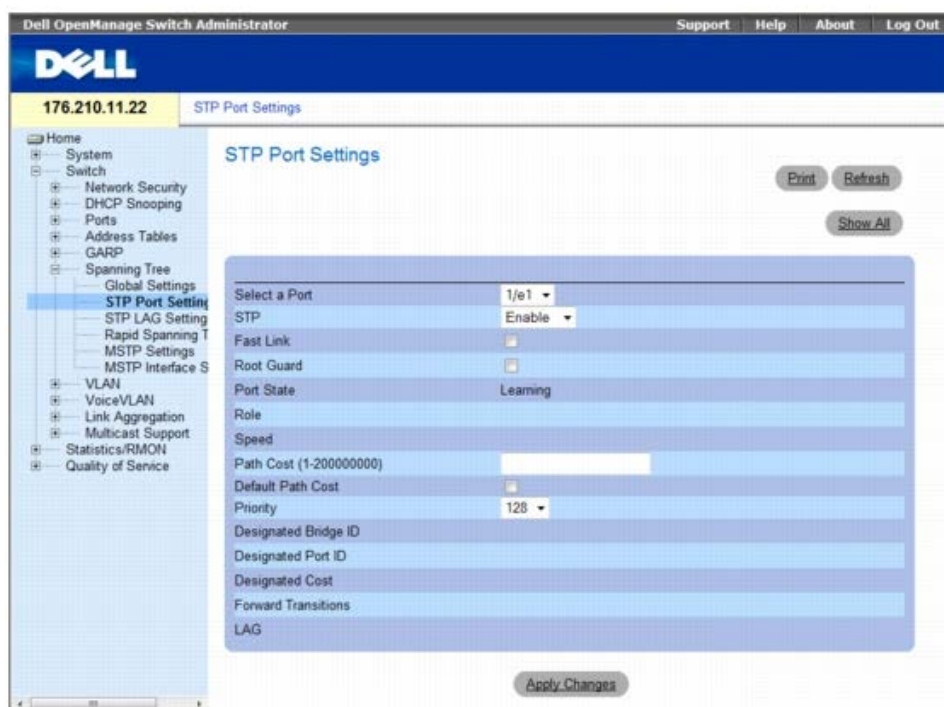 Dell OpenManage Switch Administrator Support Help About Log Out
DELL
176.210.11.22 STP Port Settings
Home
System
Switch
Network Security
DHCP Snooping
Ports
Address Tables
GARP
Spanning Tree
Global Settings
STP Port Setting
STP LAG Setting
Rapid Spanning T
MSTP Settings
MSTP Interface S
VLAN
VoiceVLAN
Link Aggregation
Multicast Support
Statistics/RMON
Quality of Service
STP Port Settings
Print Refresh
Show All
Select a Port 1/e1
STP Enable
Fast Link
Root Guard
Port State Learning
Role
Speed
Path Cost (1-200000000)
Default Path Cost
Priority 128
Designated Bridge ID
Designated Port ID
Designated Cost
Forward Transitions
LAG
Apply Changes